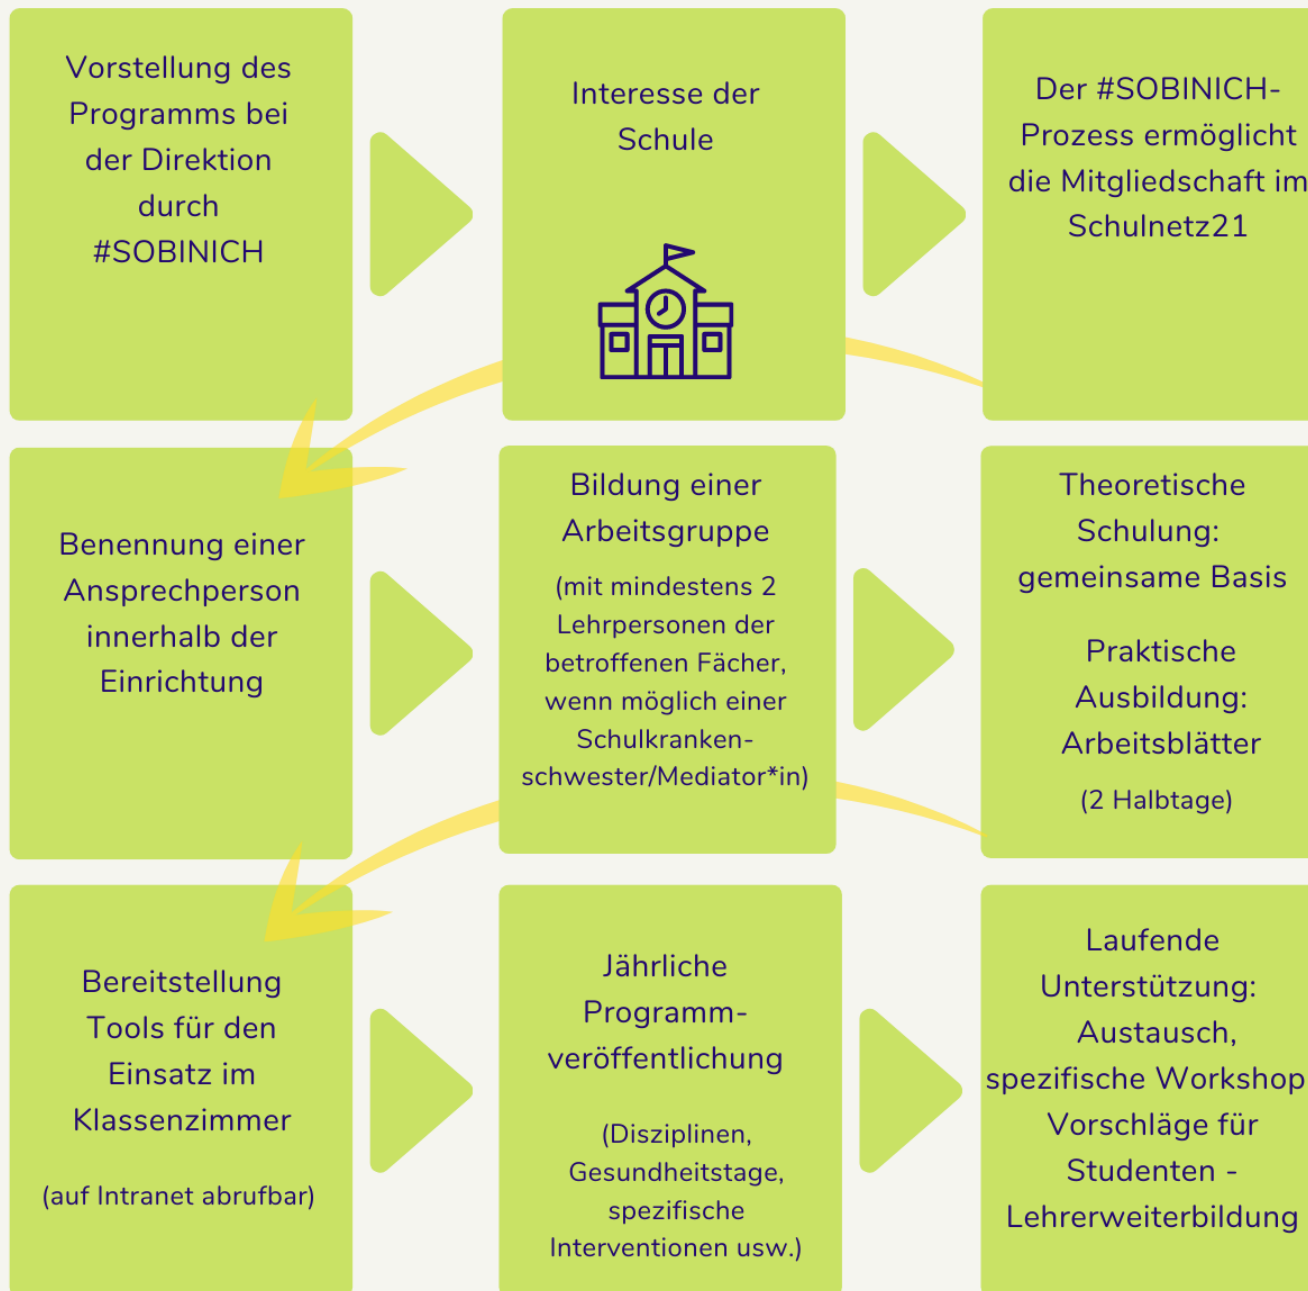 Vorstellung des
Programms bei
der Direktion
durch
#SOBINICH
Interesse der
Schule
Der #SOBINICH-
Prozess ermöglicht
die Mitgliedschaft im
Schulnetz21
Benennung einer
Ansprechperson
innerhalb der
Einrichtung
Bildung einer
Arbeitsgruppe
(mit mindestens 2
Lehrpersonen der
betroffenen Fächer,
wenn möglich einer
Schulkranken-
schwester/Mediator*in)
Theoretische
Schulung:
gemeinsame Basis
Praktische
Ausbildung:
Arbeitsblätter
(2 Halbtage)
Bereitstellung
Tools für den
Einsatz im
Klassenzimmer
(auf Intranet abrufbar)
Jährliche
Programm-
veröffentlichung
(Disziplinen,
Gesundheitstage,
spezifische
Interventionen usw.)
Laufende
Unterstützung:
Austausch,
spezifische Workshop
Vorschläge für
Studenten -
Lehrerweiterbildung